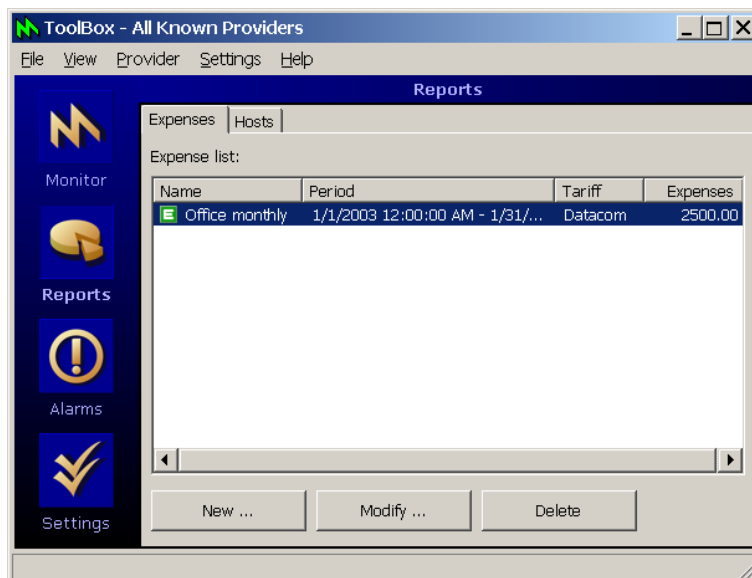 ToolBox - All Known Providers
File View Provider Settings Help
Reports
Expenses Hosts
Expense list:
Name Period Tariff Expenses
E Office monthly 1/1/2003 12:00:00 AM - 1/31/... Datacom 2500.00
Monitor
Reports
Alarms
Settings
New ... Modify ... Delete